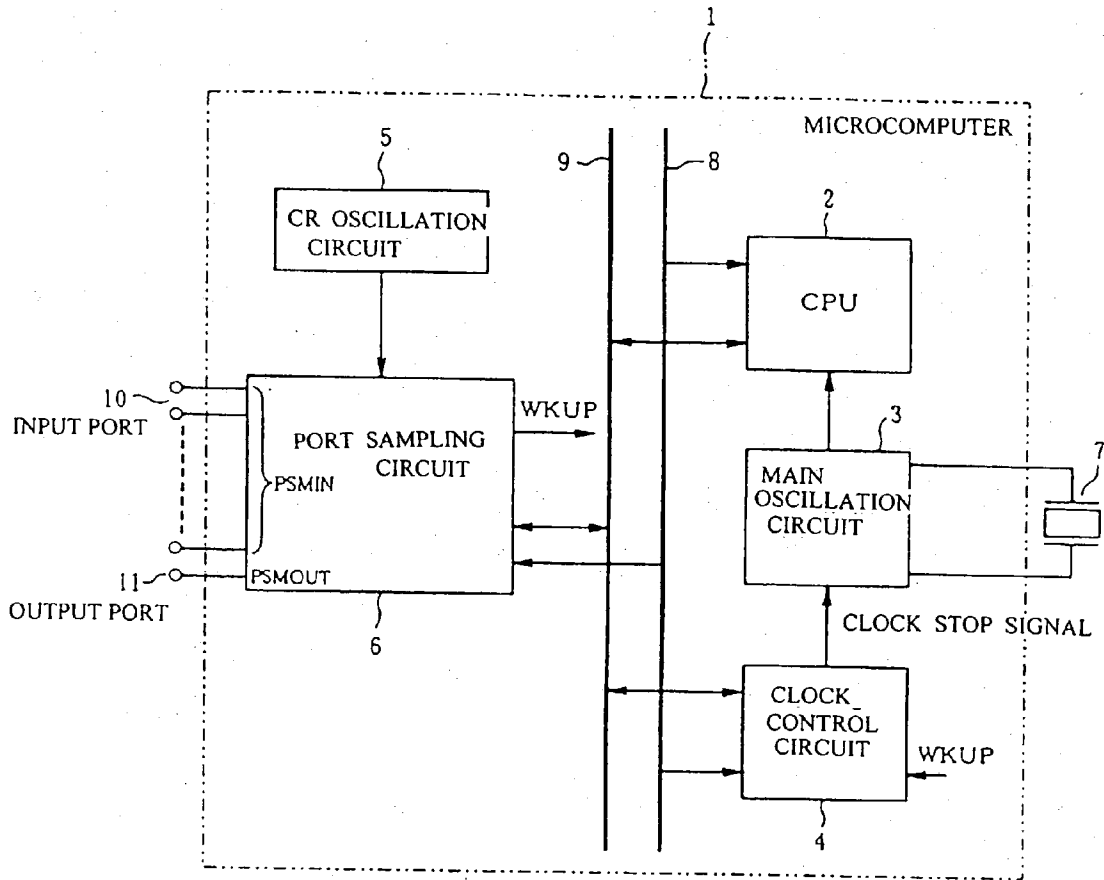 1
MICROCOMPUTER
5
9
8
CR OSCILLATION
CIRCUIT
2
CPU
10
INPUT PORT
WKUP
PORT SAMPLING
CIRCUIT
PSMIN
3
MAIN
OSCILLATION
CIRCUIT
7
11
PSMOUT
OUTPUT PORT
6
CLOCK STOP SIGNAL
CLOCK
CONTROL
CIRCUIT
WKUP
4